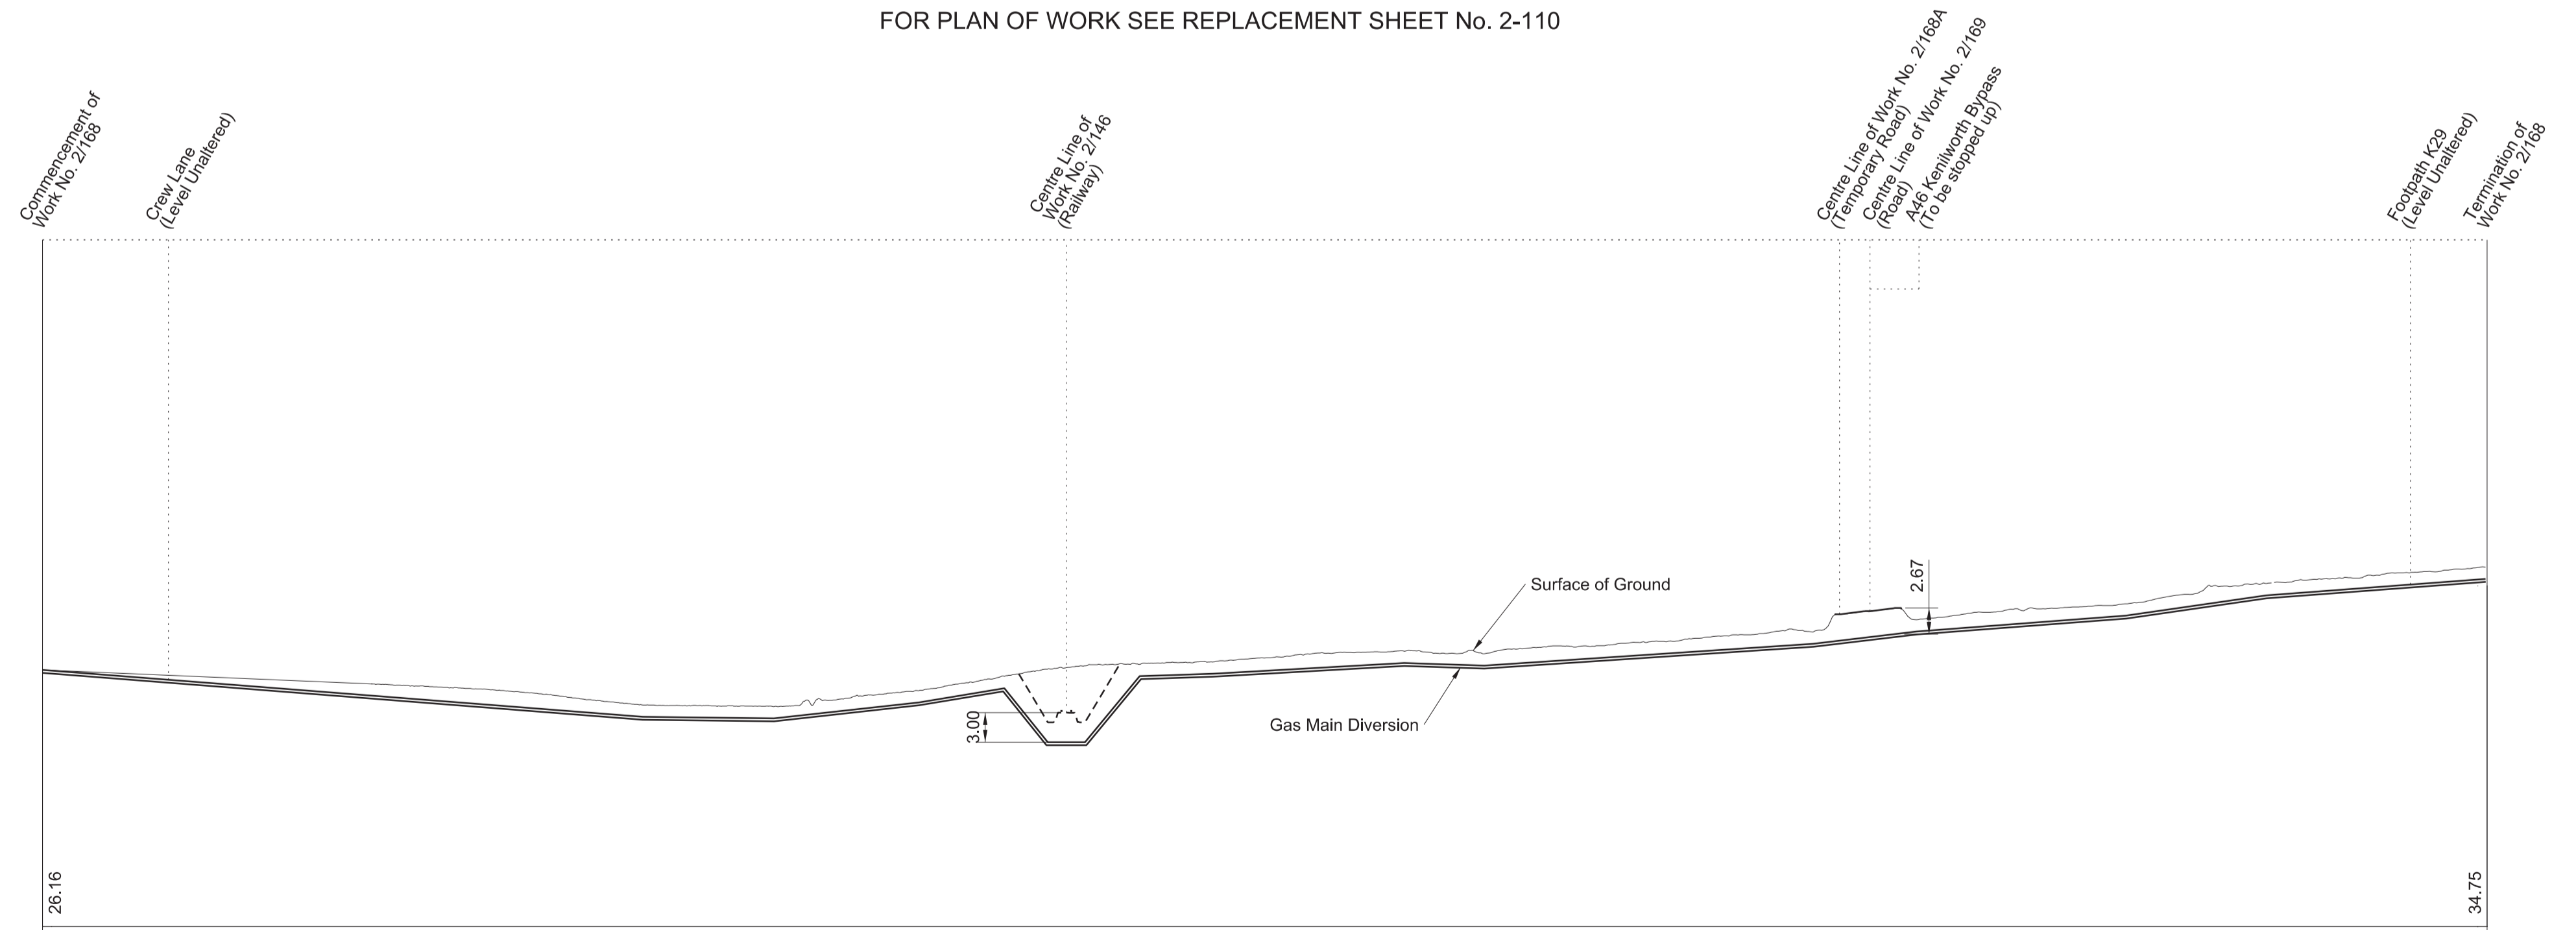 FOR PLAN OF WORK SEE REPLACEMENT SHEET No. 2-110
Commencement of
Work No. 2/168
Crew Lane
(Level Unaltered)
Centre Line of
Work No. 2/146
(Railway)
Centre Line of Work No. 2/168A
(Temporary Road)
Centre Line of Work No. 2/169
(Road)
A46 Kenilworth Bypass
(To be stopped up)
Footpath K29
(Level Unaltered)
Termination of
Work No. 2/168
2.67
Surface of Ground
3.00
Gas Main Diversion
26.16
34.75